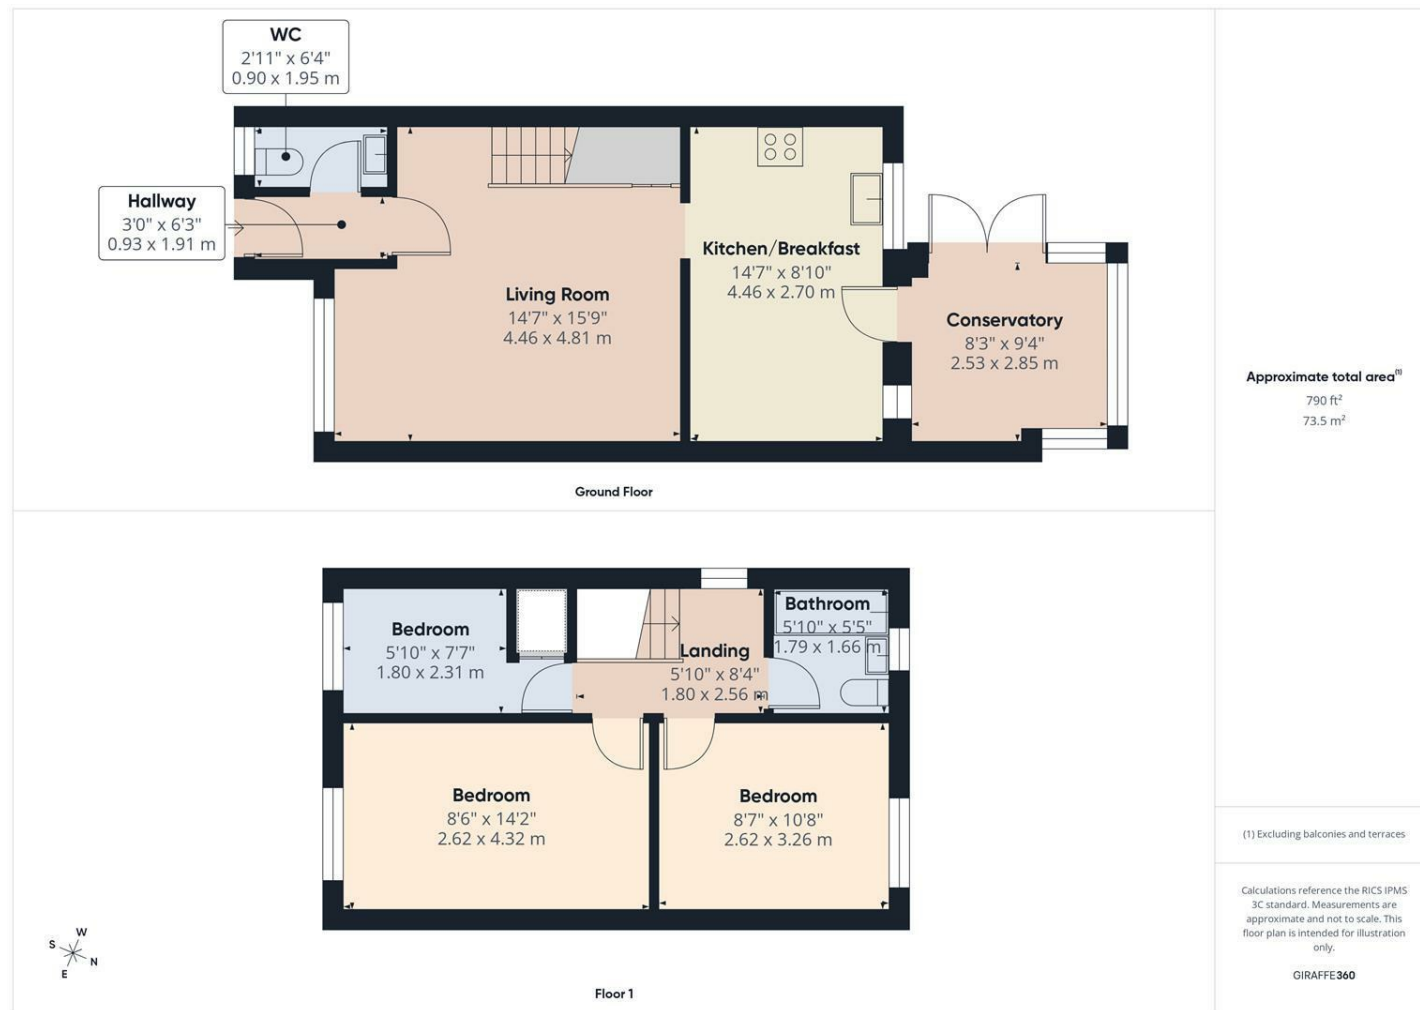 WC
2'11" x 6'4"
0.90 x 1.95 m
Hallway
3'0" x 6'3"
0.93 x 1.91 m
Living Room
14'7" x 15'9"
4.46 x 4.81 m
Kitchen/Breakfast
14'7" x 8'10"
4.46 x 2.70 m
Conservatory
8'3" x 9'4"
2.53 x 2.85 m
Ground Floor
Bedroom
5'10" x 7'7"
1.80 x 2.31 m
Landing
5'10" x 8'4"
1.80 x 2.56 m
Bathroom
5'10" x 5'5"
1.79 x 1.66 m
Bedroom
8'6" x 14'2"
2.62 x 4.32 m
Bedroom
8'7" x 10'8"
2.62 x 3.26 m
W
S
N
E
Floor 1
Approximate total area⁽¹⁾
790 ft²
73.5 m²
(1) Excluding balconies and terraces
Calculations reference the RICS IPMS
3C standard. Measurements are
approximate and not to scale. This
floor plan is intended for illustration
only.
GIRAFFE360